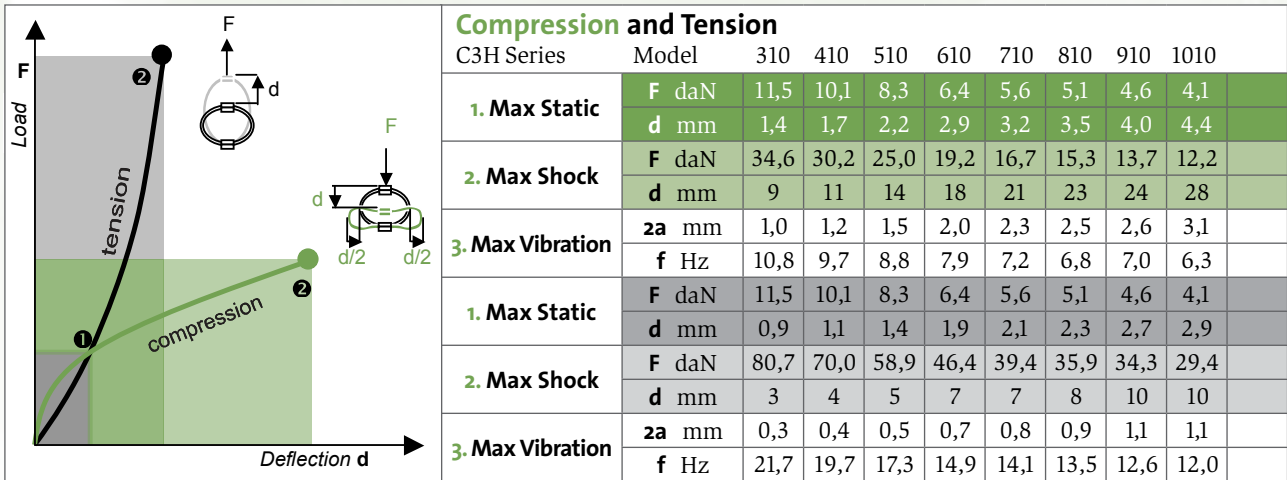 F
Load
❷
F
d
tension
F
d
d/2 d/2
❷
❶
compression
Deflection d
Compression and Tension
C3H Series Model 310 410 510 610 710 810 910 1010
1. Max Static
F daN 11,5 10,1 8,3 6,4 5,6 5,1 4,6 4,1
d mm 1,4 1,7 2,2 2,9 3,2 3,5 4,0 4,4
2. Max Shock
F daN 34,6 30,2 25,0 19,2 16,7 15,3 13,7 12,2
d mm 9 11 14 18 21 23 24 28
3. Max Vibration
2a mm 1,0 1,2 1,5 2,0 2,3 2,5 2,6 3,1
f Hz 10,8 9,7 8,8 7,9 7,2 6,8 7,0 6,3
1. Max Static
F daN 11,5 10,1 8,3 6,4 5,6 5,1 4,6 4,1
d mm 0,9 1,1 1,4 1,9 2,1 2,3 2,7 2,9
2. Max Shock
F daN 80,7 70,0 58,9 46,4 39,4 35,9 34,3 29,4
d mm 3 4 5 7 7 8 10 10
3. Max Vibration
2a mm 0,3 0,4 0,5 0,7 0,8 0,9 1,1 1,1
f Hz 21,7 19,7 17,3 14,9 14,1 13,5 12,6 12,0